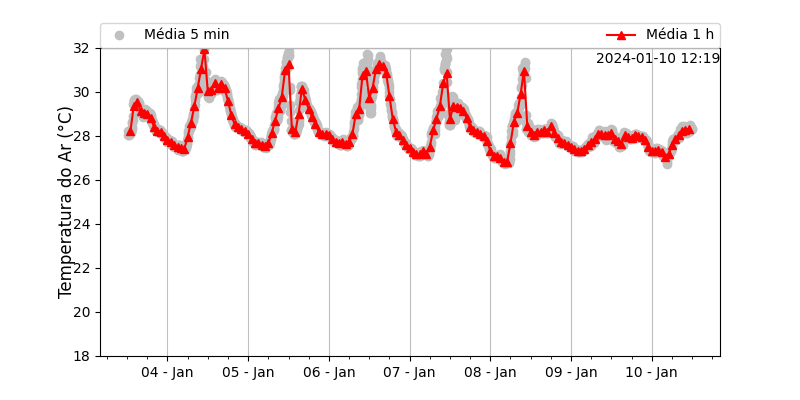 Média 5 min
Média 1 h
2024-01-10 12:19
Temperatura do Ar (°C)
32
30
28
26
24
22
20
18
04 - Jan
05 - Jan
06 - Jan
07 - Jan
08 - Jan
09 - Jan
10 - Jan